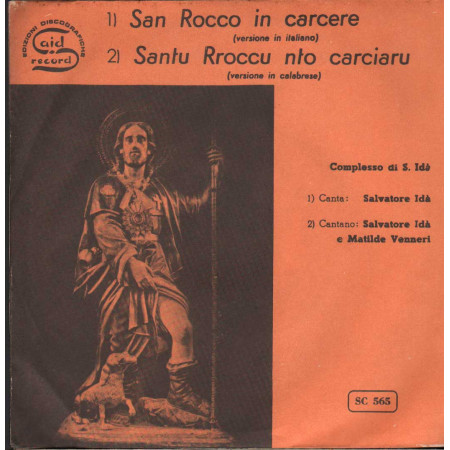 EDIZIONI DISCOGRAFICHE
Said
record
1) San Rocco in carcere
(versione in italiano)
2) Santu Rroccu nto carciaru
(versione in calabrese)
Complesso di S. Idà
1) Canta: Salvatore Idà
2) Cantano: Salvatore Idà
e Matilde Venneri
SC 565